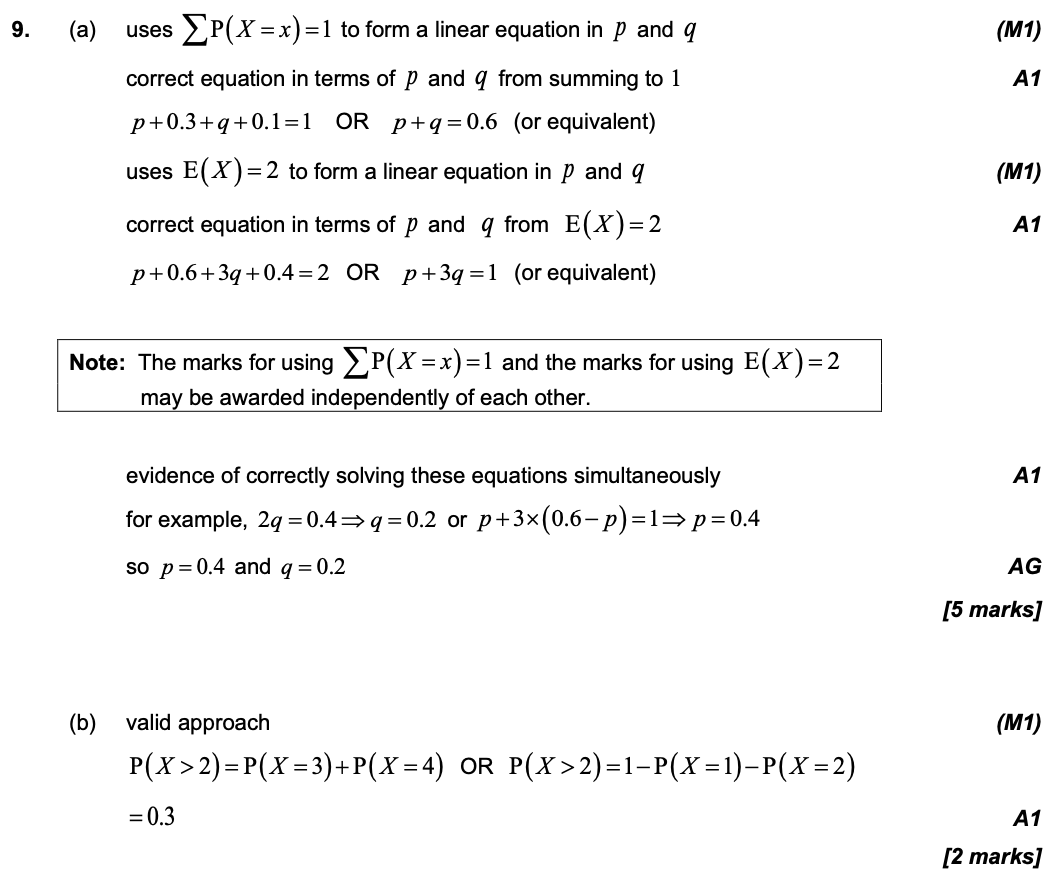 9. (a) uses ∑P(X = x) = 1 to form a linear equation in p and q (M1)
correct equation in terms of p and q from summing to 1 A1
p + 0.3 + q + 0.1 = 1 OR p + q = 0.6 (or equivalent)
uses E(X) = 2 to form a linear equation in p and q (M1)
correct equation in terms of p and q from E(X) = 2 A1
p + 0.6 + 3q + 0.4 = 2 OR p + 3q = 1 (or equivalent)
Note: The marks for using ∑P(X = x) = 1 and the marks for using E(X) = 2
may be awarded independently of each other.
evidence of correctly solving these equations simultaneously A1
for example, 2q = 0.4 ⇒ q = 0.2 or p + 3×(0.6 − p) = 1 ⇒ p = 0.4
so p = 0.4 and q = 0.2 AG
[5 marks]
(b) valid approach (M1)
P(X > 2) = P(X = 3) + P(X = 4) OR P(X > 2) = 1 − P(X = 1) − P(X = 2)
= 0.3 A1
[2 marks]